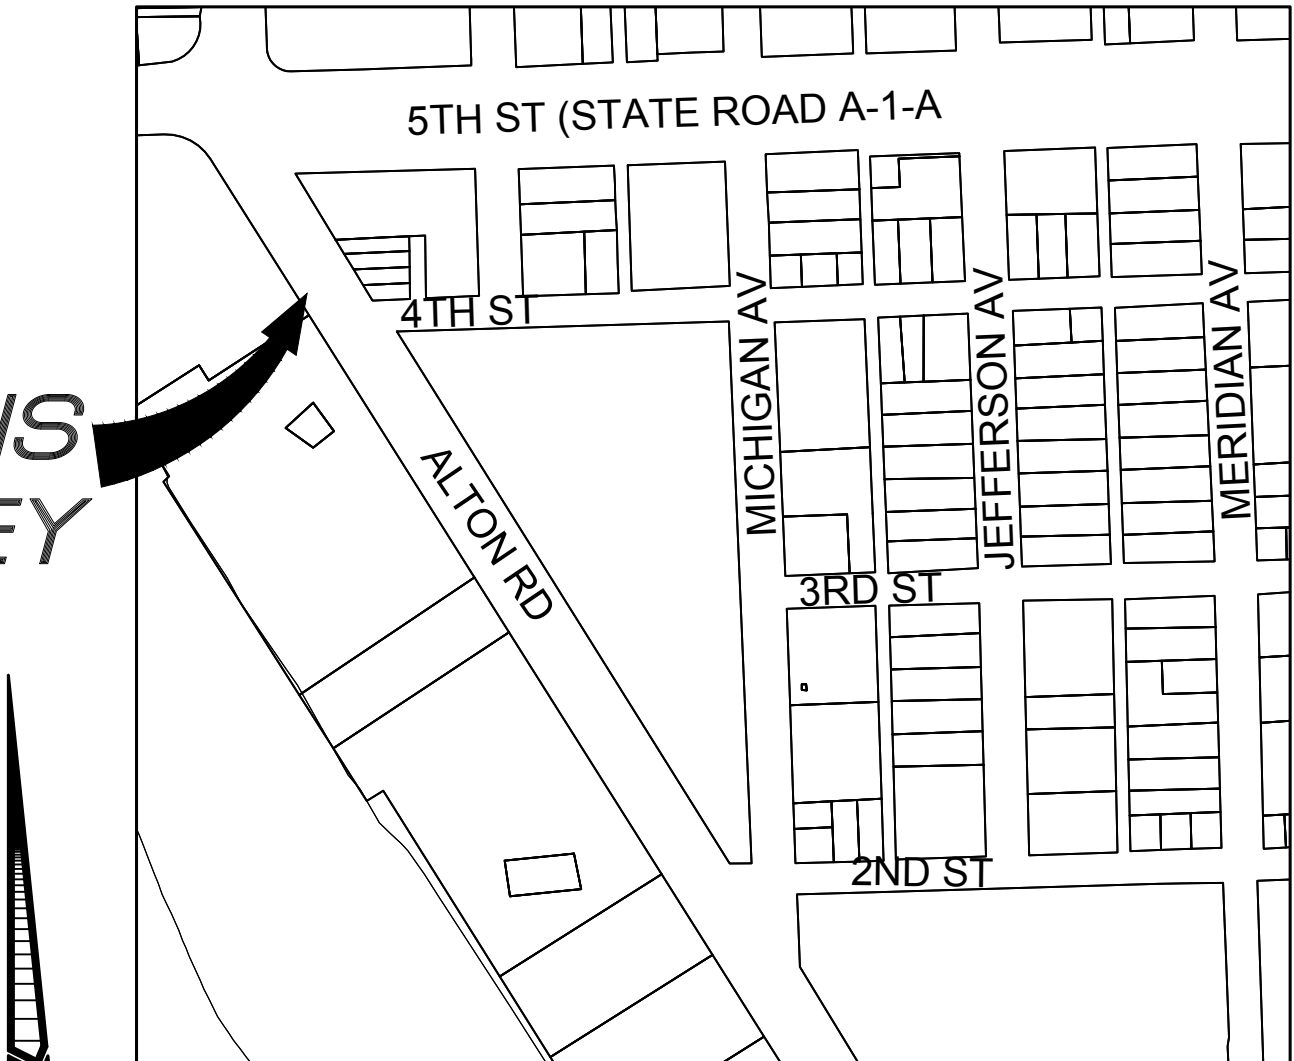 5TH ST (STATE ROAD A-1-A
4TH ST
MICHIGAN AV
JEFFERSON AV
MERIDIAN AV
ALTON RD
3RD ST
2ND ST